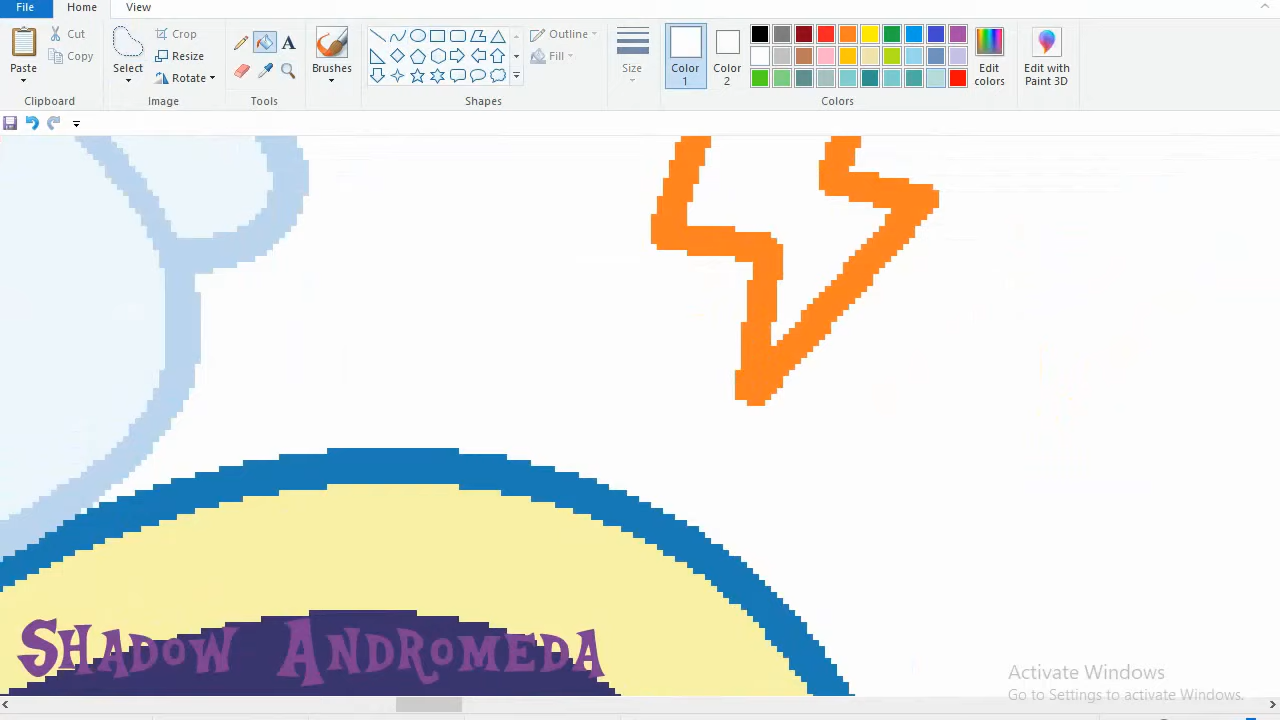 File Home View
Paste
Cut
Copy
Clipboard
Select
Crop
Resize
Rotate
Image
A
Tools
Brushes
Outline
Fill
Shapes
Size
Color 1
Color 2
Edit colors
Colors
Edit with Paint 3D
Shadow Andromeda
Activate Windows
Go to Settings to activate Windows.